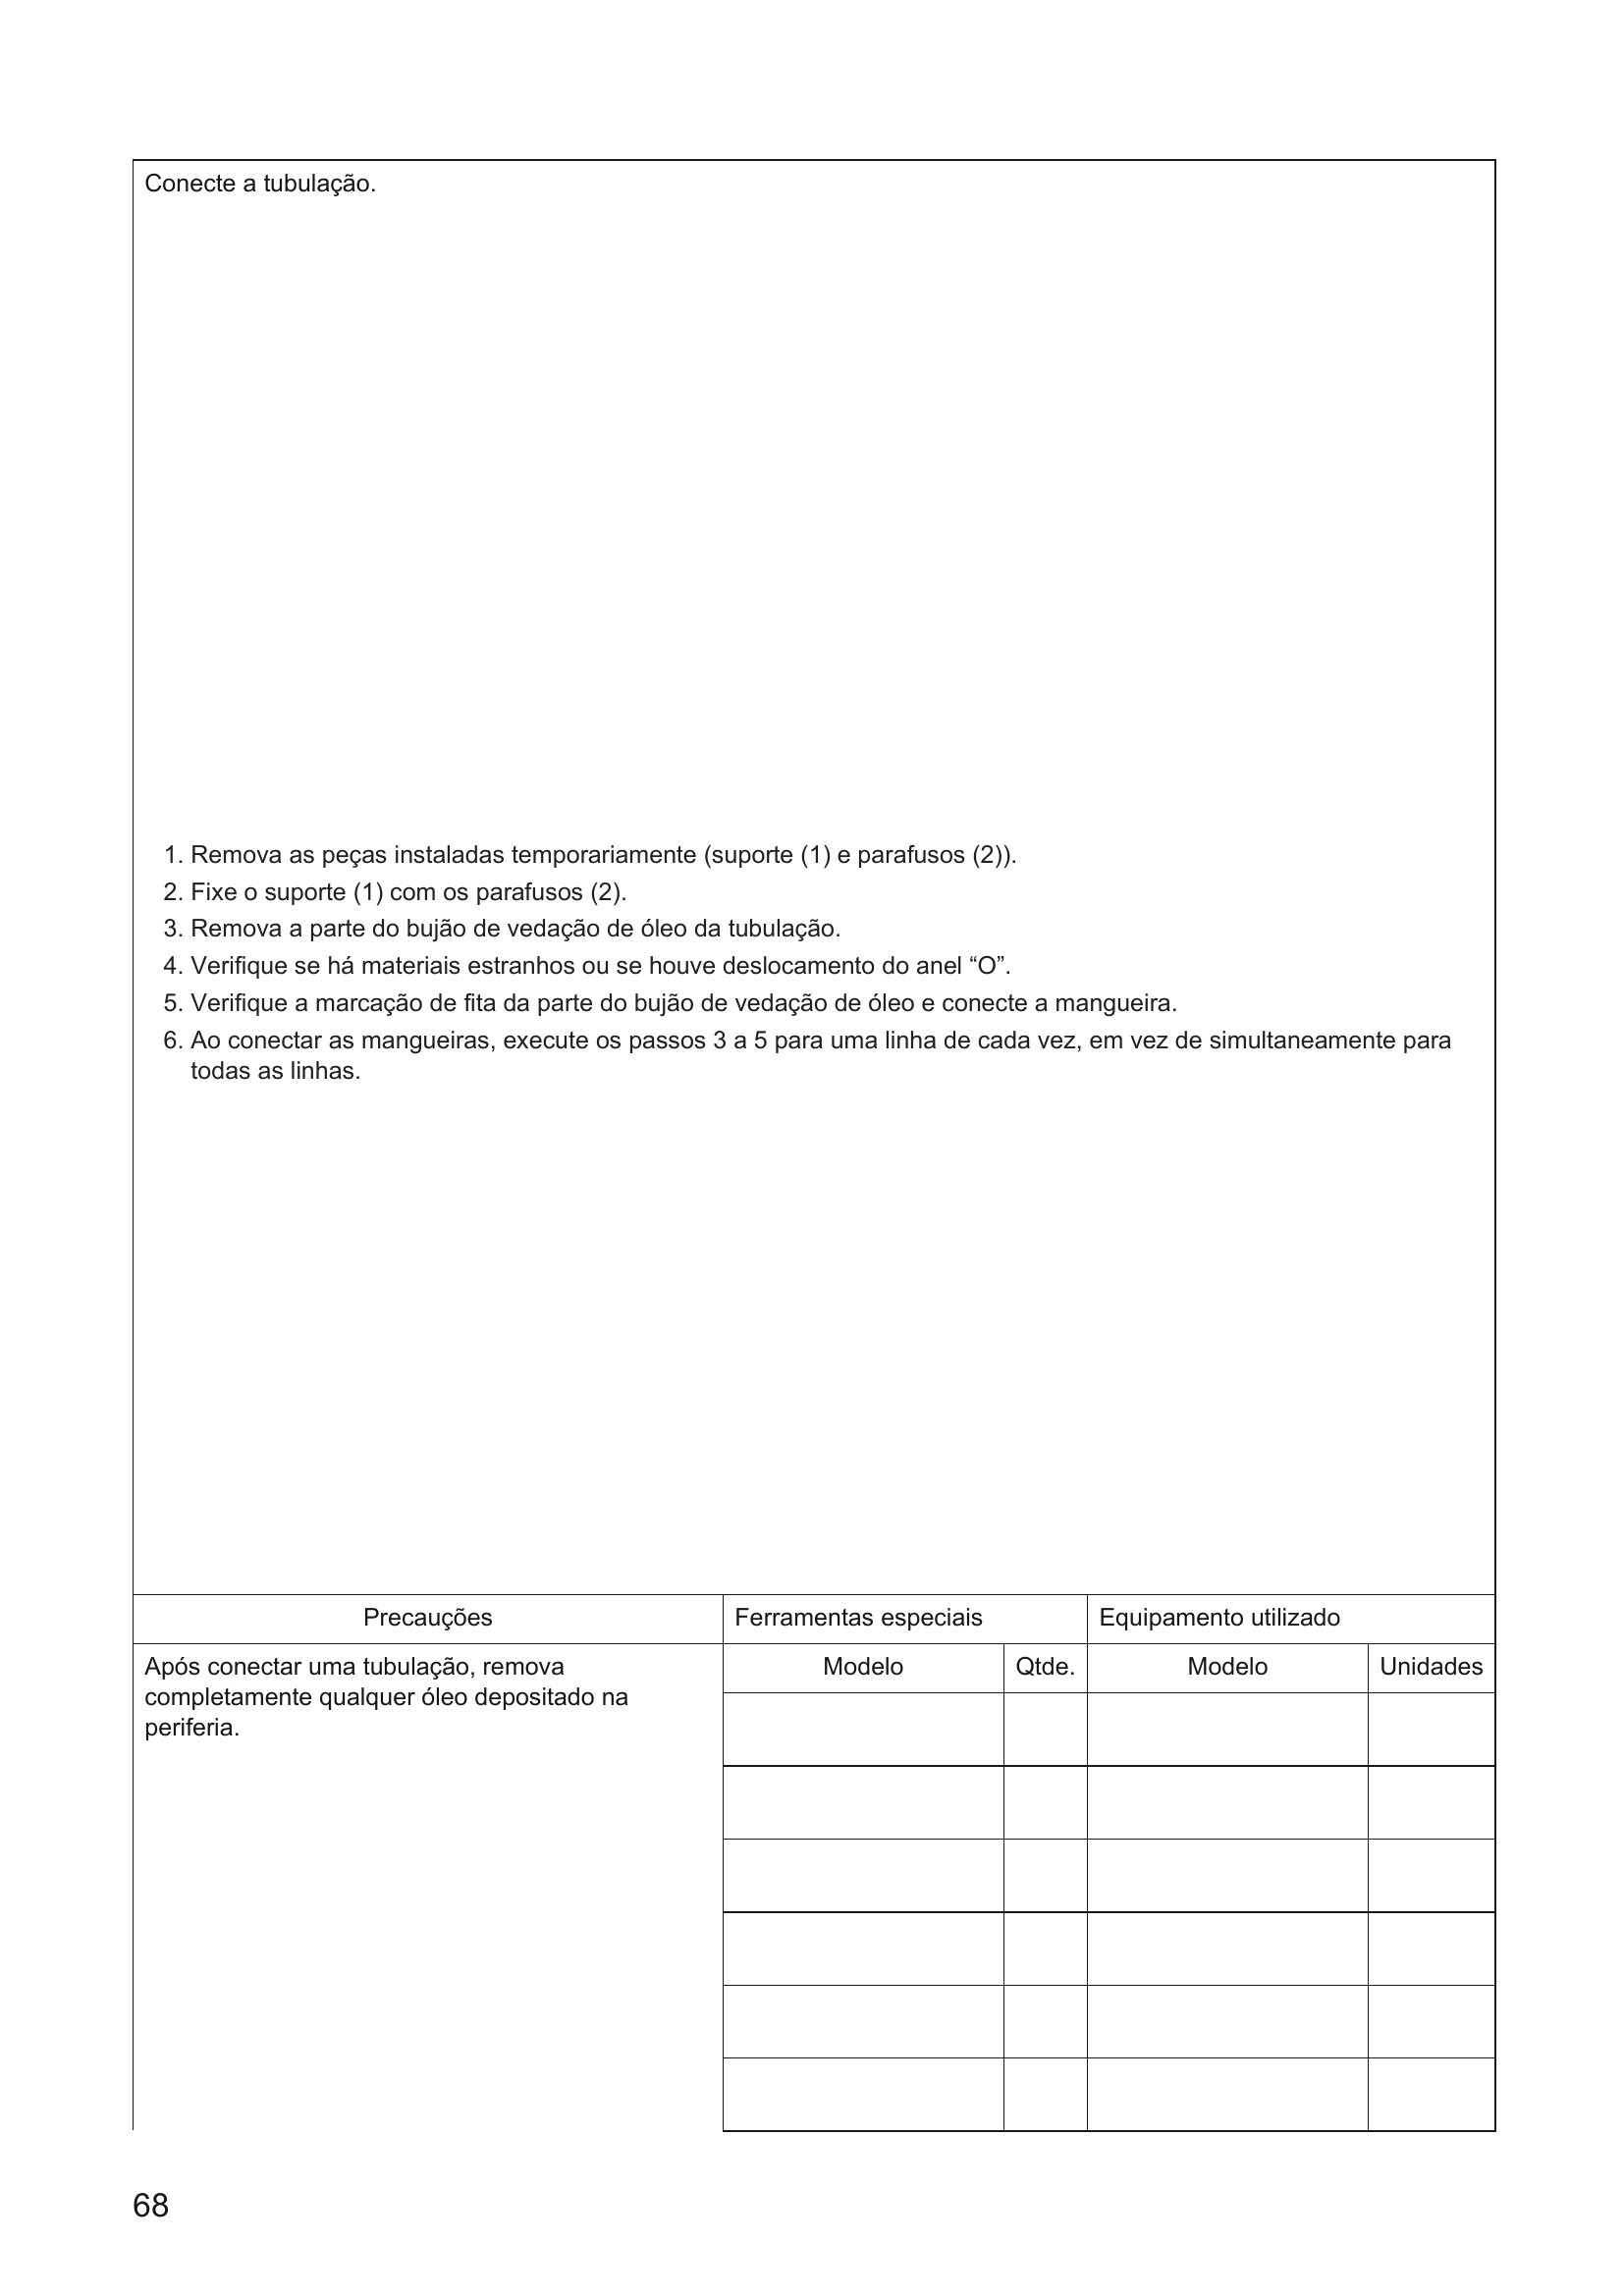 Conecte a tubulação.
1. Remova as peças instaladas temporariamente (suporte (1) e parafusos (2)).
2. Fixe o suporte (1) com os parafusos (2).
3. Remova a parte do bujão de vedação de óleo da tubulação.
4. Verifique se há materiais estranhos ou se houve deslocamento do anel “O”.
5. Verifique a marcação de fita da parte do bujão de vedação de óleo e conecte a mangueira.
6. Ao conectar as mangueiras, execute os passos 3 a 5 para uma linha de cada vez, em vez de simultaneamente para
todas as linhas.
Precauções Ferramentas especiais Equipamento utilizado
Após conectar uma tubulação, remova
completamente qualquer óleo depositado na
periferia.
Modelo Qtde. Modelo Unidades
68